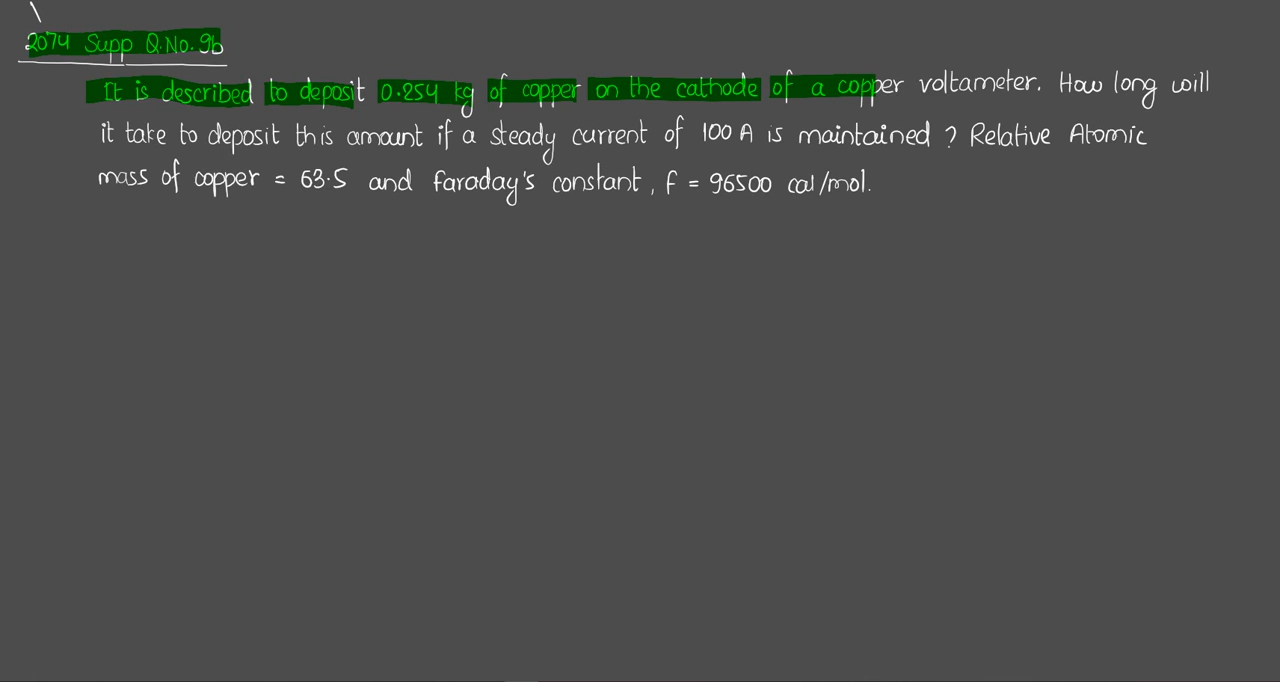 2074 Supp Q.No. 9b
It is described to deposit 0.254 kg of copper on the cathode of a copper voltameter. How long will
it take to deposit this amount if a steady current of 100 A is maintained ? Relative Atomic
mass of copper = 63.5 and faraday's constant, f = 96500 cal/mol.